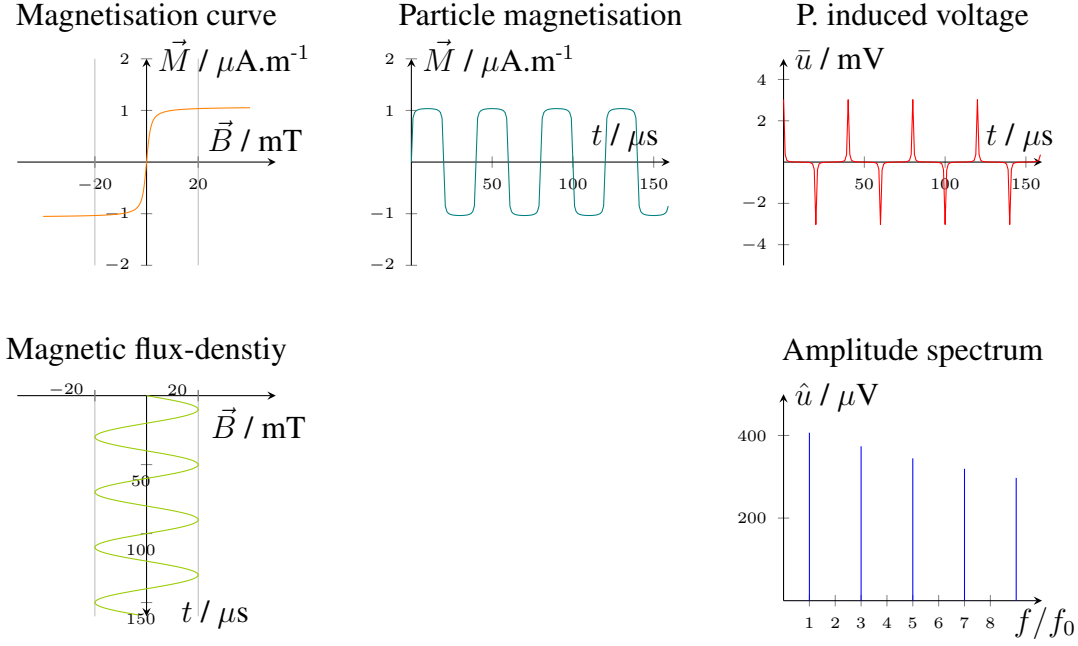 Magnetisation curve
M⃗ / μA.m⁻¹
2
1
B⃗ / mT
−20
20
−1
−2
Particle magnetisation
M⃗ / μA.m⁻¹
2
1
t / μs
50
100
150
−1
−2
P. induced voltage
ū / mV
4
2
t / μs
50
100
150
−2
−4
Magnetic flux-denstiy
−20
20
B⃗ / mT
50
100
150
t / μs
Amplitude spectrum
û / μV
400
200
1 2 3 4 5 6 7 8
f/f₀